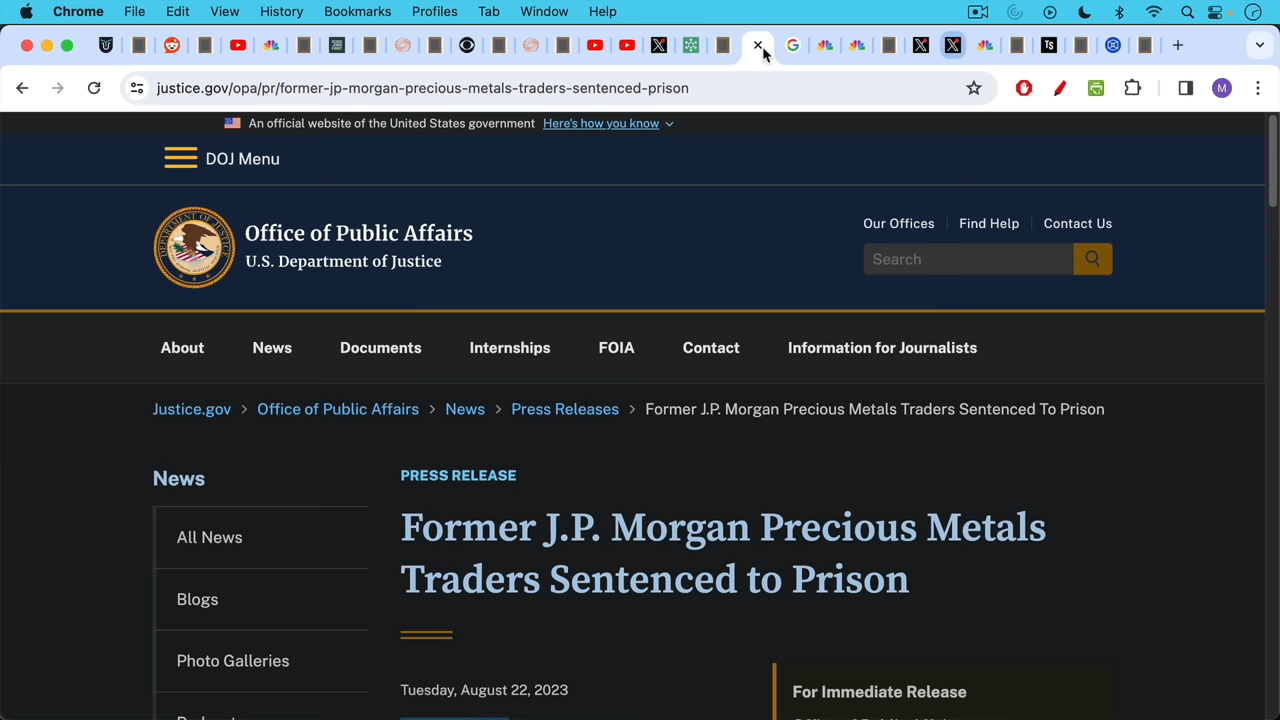 Chrome File Edit View History Bookmarks Profiles Tab Window Help
Ts
justice.gov/opa/pr/former-jp-morgan-precious-metals-traders-sentenced-prison
M
An official website of the United States government Here's how you know
DOJ Menu
Office of Public Affairs
U.S. Department of Justice
Our Offices Find Help Contact Us
Search
About News Documents Internships FOIA Contact Information for Journalists
Justice.gov > Office of Public Affairs > News > Press Releases > Former J.P. Morgan Precious Metals Traders Sentenced To Prison
News
All News
Blogs
Photo Galleries
PRESS RELEASE
Former J.P. Morgan Precious Metals
Traders Sentenced to Prison
Tuesday, August 22, 2023
For Immediate Release